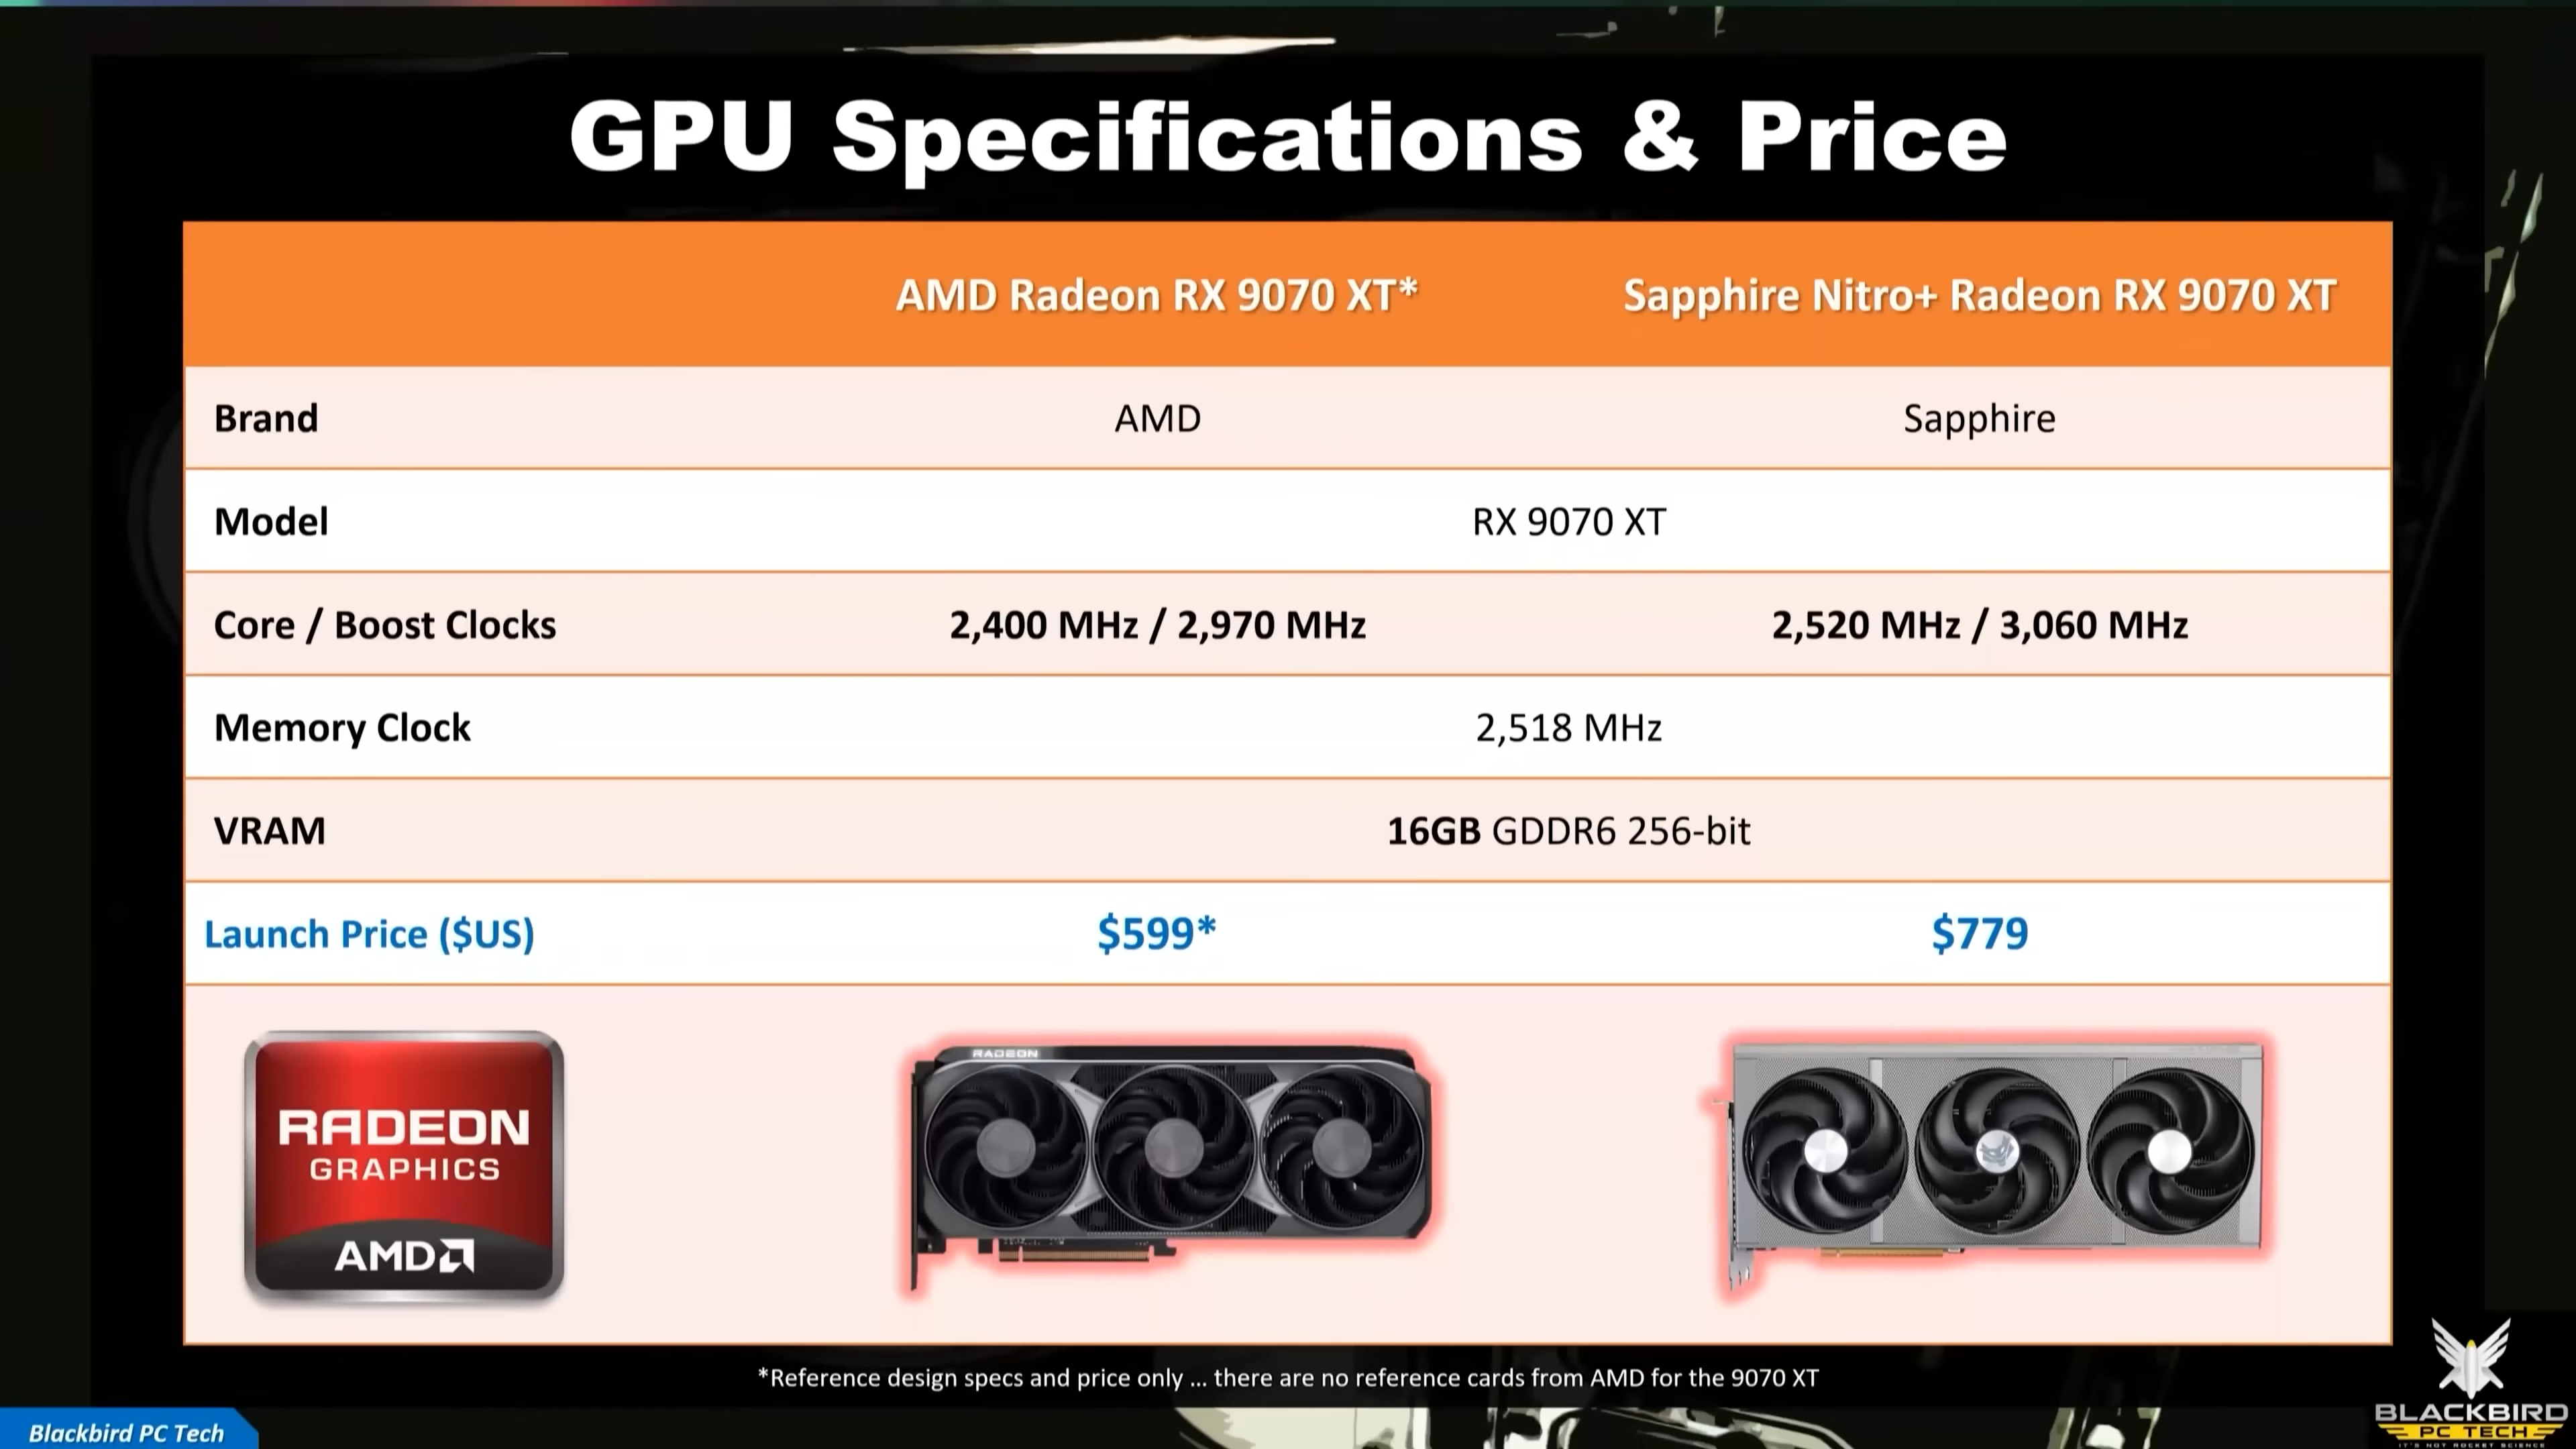 GPU Specifications & Price
AMD Radeon RX 9070 XT* Sapphire Nitro+ Radeon RX 9070 XT
Brand AMD Sapphire
Model RX 9070 XT
Core / Boost Clocks 2,400 MHz / 2,970 MHz 2,520 MHz / 3,060 MHz
Memory Clock 2,518 MHz
VRAM 16GB GDDR6 256-bit
Launch Price ($US) $599* $779
RADEON
GRAPHICS
AMD
RADEON
*Reference design specs and price only ... there are no reference cards from AMD for the 9070 XT
Blackbird PC Tech
BLACKBIRD
PC TECH
IT'S NOT ROCKET SCIENCE